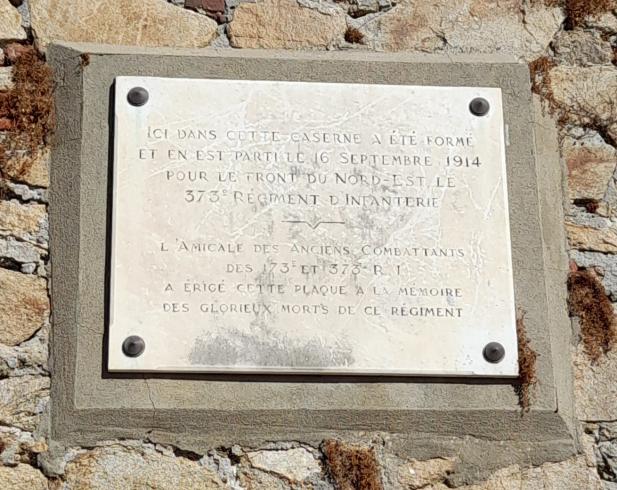 ICI DANS CETTE CASERNE A ÉTÉ FORMÉ
ET EN EST PARTI LE 16 SEPTEMBRE 1914
POUR LE FRONT DU NORD-EST, LE
373E RÉGIMENT D'INFANTERIE
L'AMICALE DES ANCIENS COMBATTANTS
DES 173E ET 373E R.I.
A ÉRIGÉ CETTE PLAQUE A LA MÉMOIRE
DES GLORIEUX MORTS DE CE RÉGIMENT